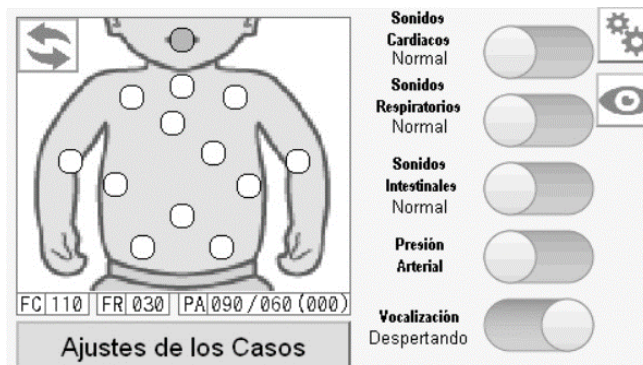 Sonidos
Cardiacos
Normal
Sonidos
Respiratorios
Normal
Sonidos
Intestinales
Normal
Presión
Arterial
Vocalización
Despertando
FC 110 FR 030 PA 090/060(000)
Ajustes de los Casos